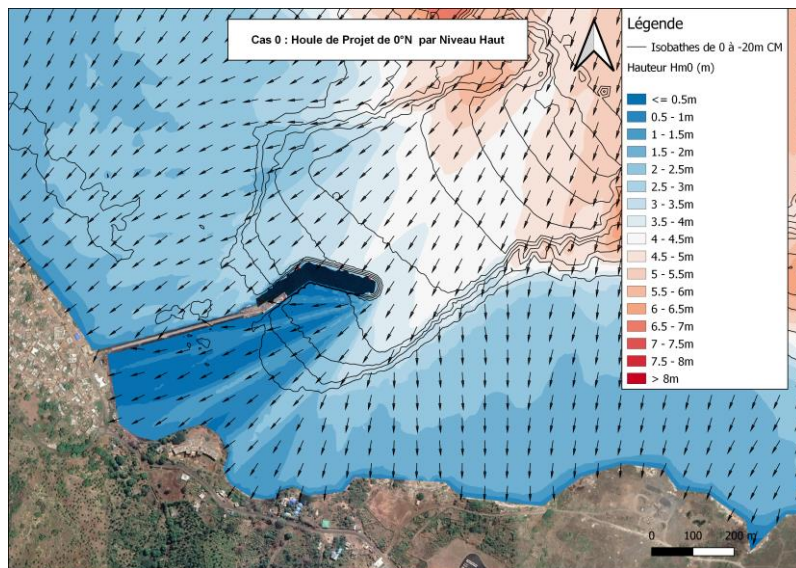 Cas 0 : Houle de Projet de 0°N par Niveau Haut
Légende
Isobathes de 0 à -20m CM
Hauteur Hm0 (m)
<= 0.5m
0.5 - 1m
1 - 1.5m
1.5 - 2m
2 - 2.5m
2.5 - 3m
3 - 3.5m
3.5 - 4m
4 - 4.5m
4.5 - 5m
5 - 5.5m
5.5 - 6m
6 - 6.5m
6.5 - 7m
7 - 7.5m
7.5 - 8m
> 8m
0 100 200 m